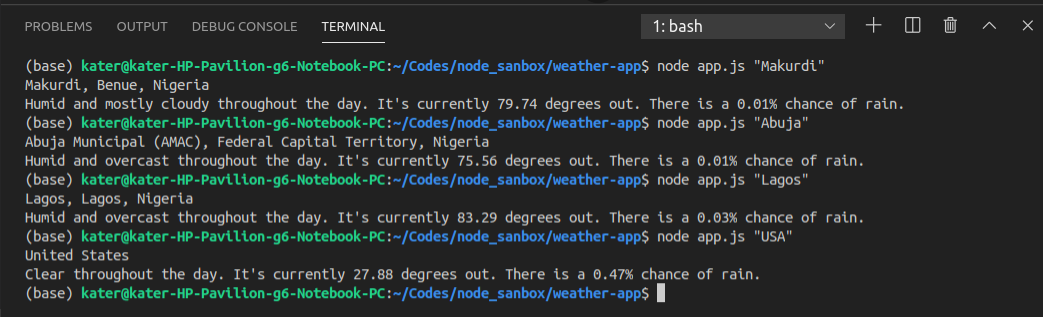 PROBLEMS OUTPUT DEBUG CONSOLE TERMINAL 1: bash
(base) kater@kater-HP-Pavilion-g6-Notebook-PC:~/Codes/node_sanbox/weather-app$ node app.js "Makurdi"
Makurdi, Benue, Nigeria
Humid and mostly cloudy throughout the day. It's currently 79.74 degrees out. There is a 0.01% chance of rain.
(base) kater@kater-HP-Pavilion-g6-Notebook-PC:~/Codes/node_sanbox/weather-app$ node app.js "Abuja"
Abuja Municipal (AMAC), Federal Capital Territory, Nigeria
Humid and overcast throughout the day. It's currently 75.56 degrees out. There is a 0.01% chance of rain.
(base) kater@kater-HP-Pavilion-g6-Notebook-PC:~/Codes/node_sanbox/weather-app$ node app.js "Lagos"
Lagos, Lagos, Nigeria
Humid and overcast throughout the day. It's currently 83.29 degrees out. There is a 0.03% chance of rain.
(base) kater@kater-HP-Pavilion-g6-Notebook-PC:~/Codes/node_sanbox/weather-app$ node app.js "USA"
United States
Clear throughout the day. It's currently 27.88 degrees out. There is a 0.47% chance of rain.
(base) kater@kater-HP-Pavilion-g6-Notebook-PC:~/Codes/node_sanbox/weather-app$